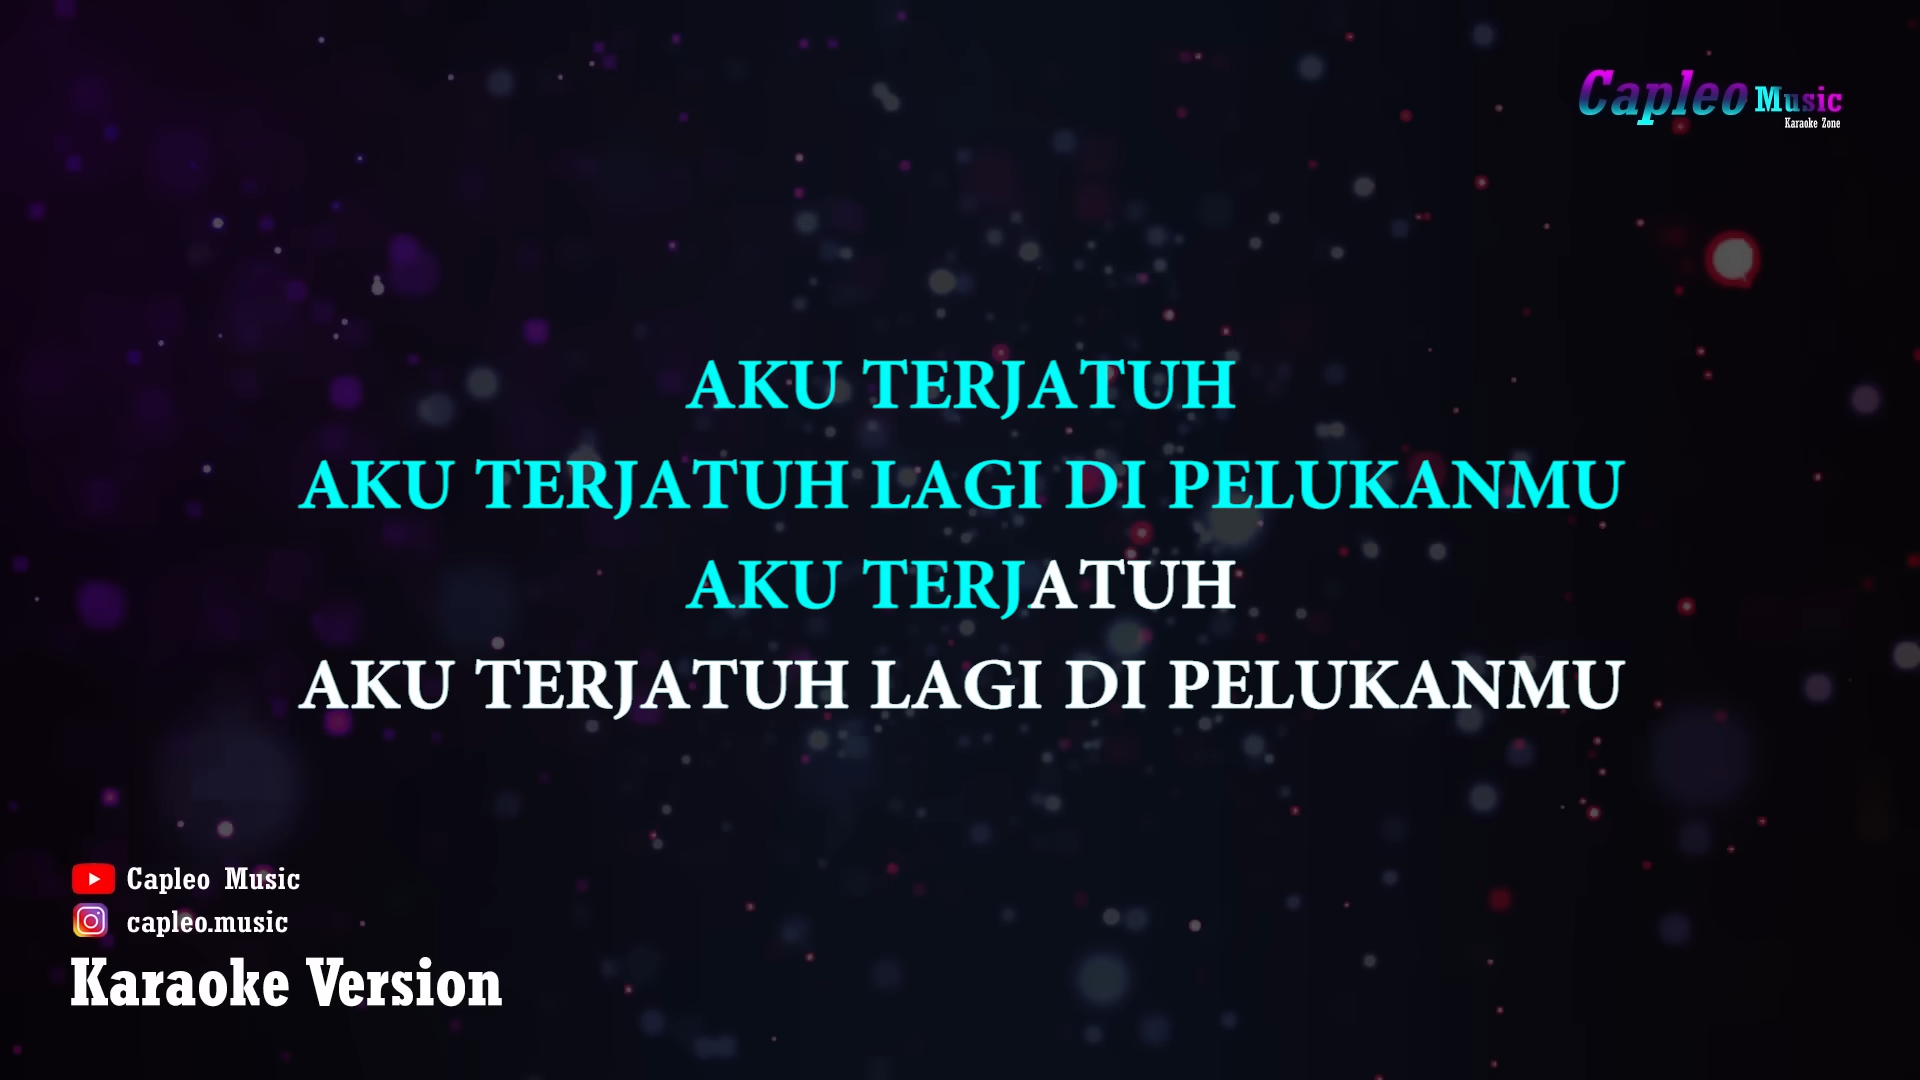 Capleo Music
Karaoke Zone
AKU TERJATUH
AKU TERJATUH LAGI DI PELUKANMU
AKU TERJATUH
AKU TERJATUH LAGI DI PELUKANMU
Capleo Music
capleo.music
Karaoke Version